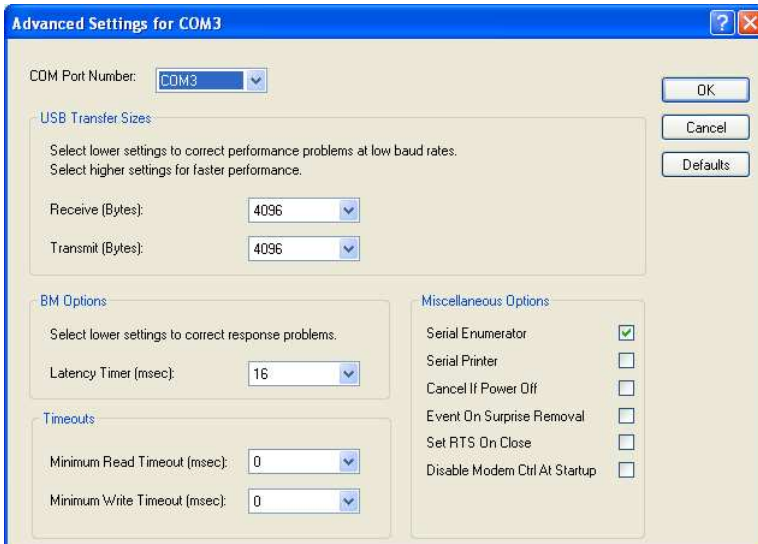 Advanced Settings for COM3
?
COM Port Number: COM3
OK
Cancel
Defaults
USB Transfer Sizes
Select lower settings to correct performance problems at low baud rates.
Select higher settings for faster performance.
Receive (Bytes): 4096
Transmit (Bytes): 4096
BM Options
Select lower settings to correct response problems.
Latency Timer (msec): 16
Timeouts
Minimum Read Timeout (msec): 0
Minimum Write Timeout (msec): 0
Miscellaneous Options
Serial Enumerator
Serial Printer
Cancel If Power Off
Event On Surprise Removal
Set RTS On Close
Disable Modem Ctrl At Startup